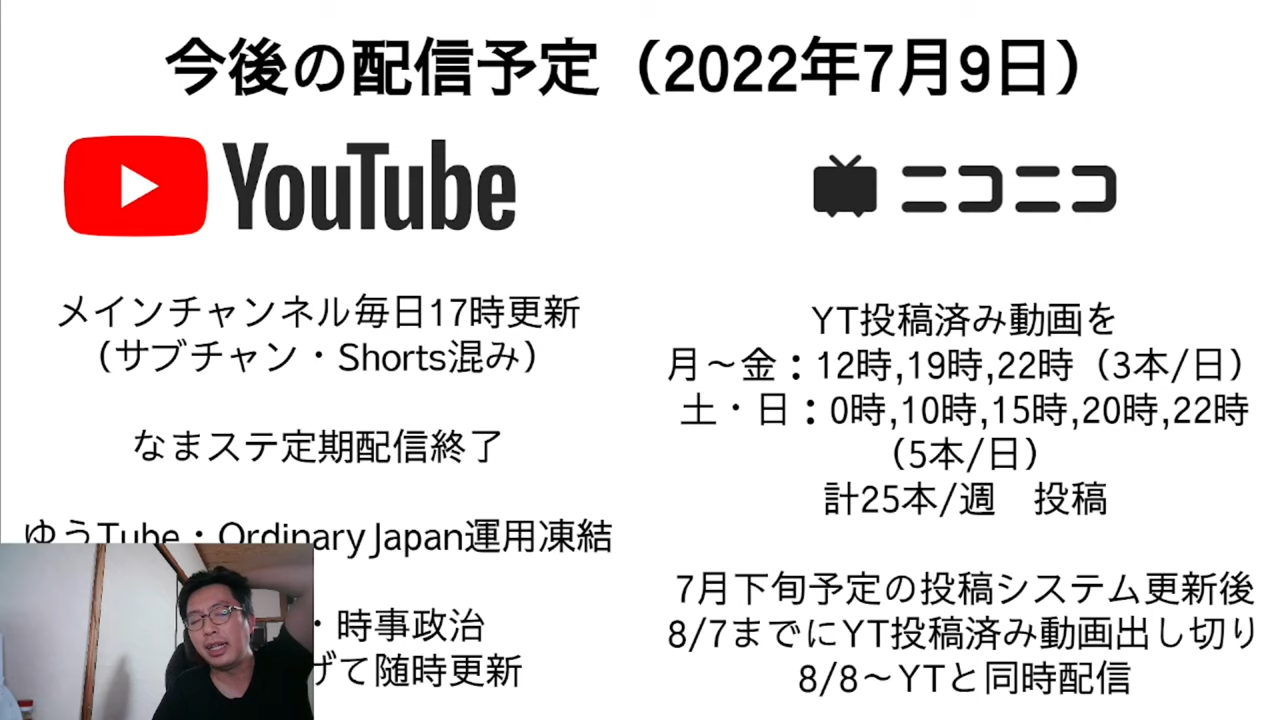 今後の配信予定（2022年7月9日）
YouTube
メインチャンネル毎日17時更新
（サブチャン・Shorts混み）
なまステ定期配信終了
ゆうTube・Ordinary Japan運用凍結
・時事政治
げて随時更新
ニコニコ
YT投稿済み動画を
月～金：12時,19時,22時（3本/日）
土・日：0時,10時,15時,20時,22時
（5本/日）
計25本/週　投稿
7月下旬予定の投稿システム更新後
8/7までにYT投稿済み動画出し切り
8/8～YTと同時配信